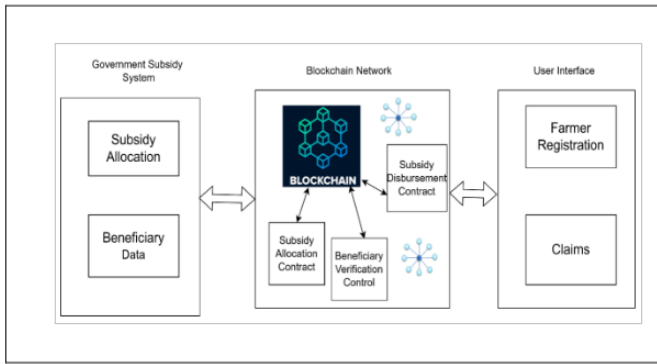 Government Subsidy
System
Subsidy
Allocation
Beneficiary
Data
Blockchain Network
BLOCKCHAIN
Subsidy
Disbursement
Contract
Subsidy
Allocation
Contract
Beneficiary
Verification
Control
User Interface
Farmer
Registration
Claims